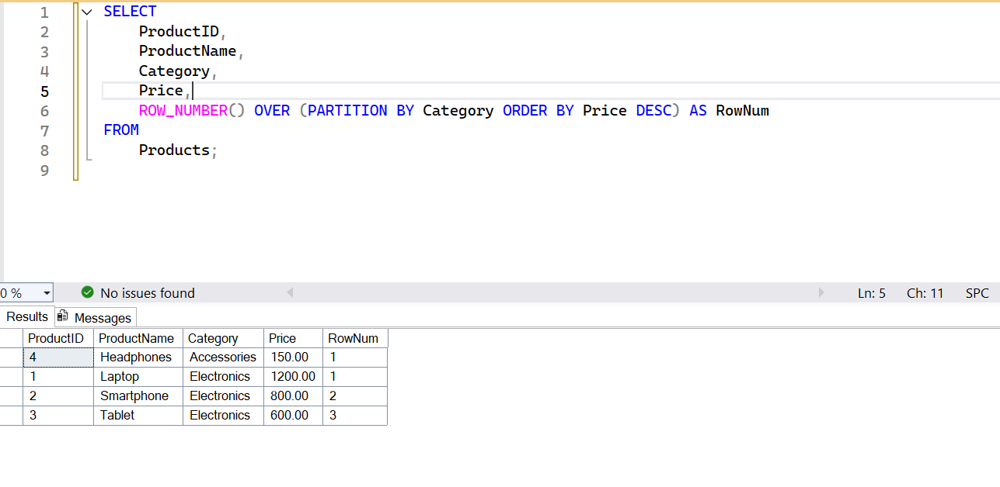 1 SELECT
2 ProductID,
3 ProductName,
4 Category,
5 Price,
6 ROW_NUMBER() OVER (PARTITION BY Category ORDER BY Price DESC) AS RowNum
7 FROM
8 Products;
9
0 % No issues found Ln: 5 Ch: 11 SPC
Results Messages
ProductID ProductName Category Price RowNum
4 Headphones Accessories 150.00 1
1 Laptop Electronics 1200.00 1
2 Smartphone Electronics 800.00 2
3 Tablet Electronics 600.00 3